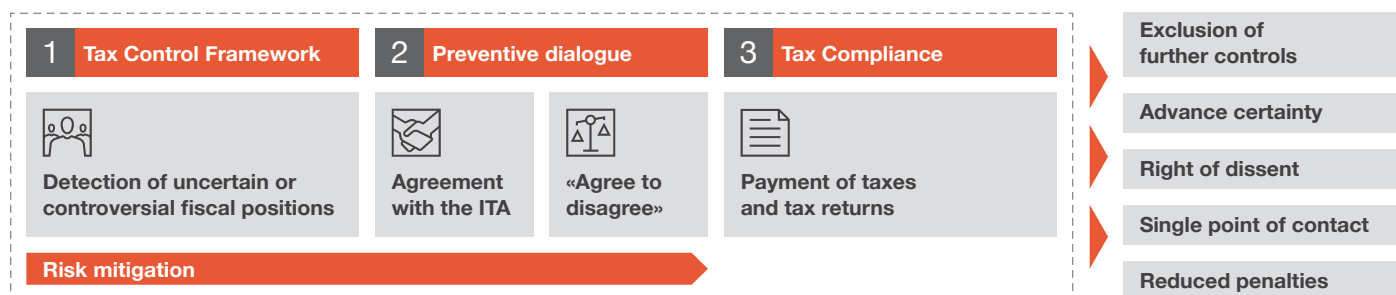 1 Tax Control Framework
2 Preventive dialogue
3 Tax Compliance
Detection of uncertain or
controversial fiscal positions
Agreement
with the ITA
«Agree to
disagree»
Payment of taxes
and tax returns
Risk mitigation
Exclusion of
further controls
Advance certainty
Right of dissent
Single point of contact
Reduced penalties